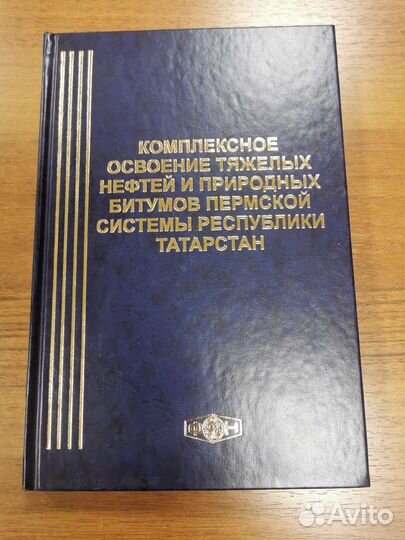 КОМПЛЕКСНОЕ
ОСВОЕНИЕ ТЯЖЕЛЫХ
НЕФТЕЙ И ПРИРОДНЫХ
БИТУМОВ ПЕРМСКОЙ
СИСТЕМЫ РЕСПУБЛИКИ
ТАТАРСТАН
Avito